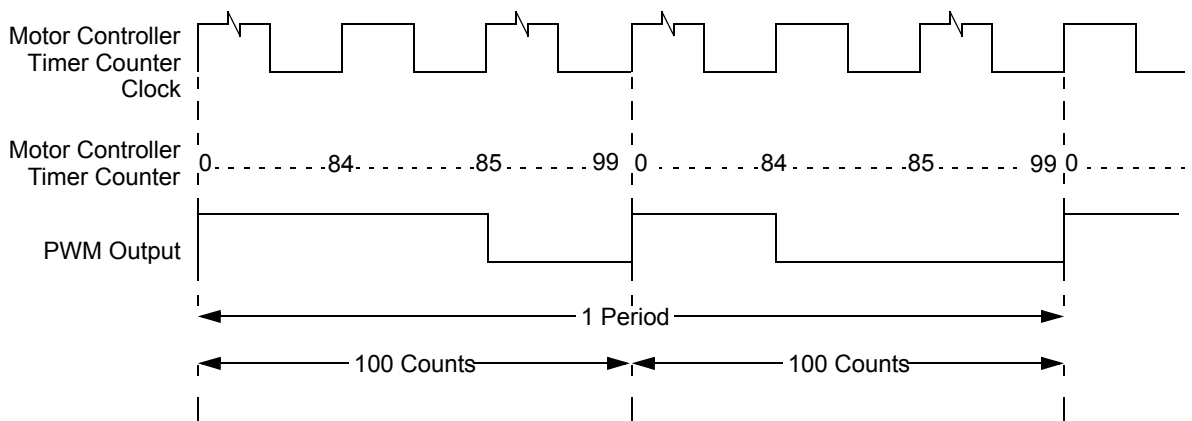 Motor Controller
Timer Counter
Clock
Motor Controller
Timer Counter
0 84 85 99 0 84 85 99 0
PWM Output
1 Period
100 Counts 100 Counts